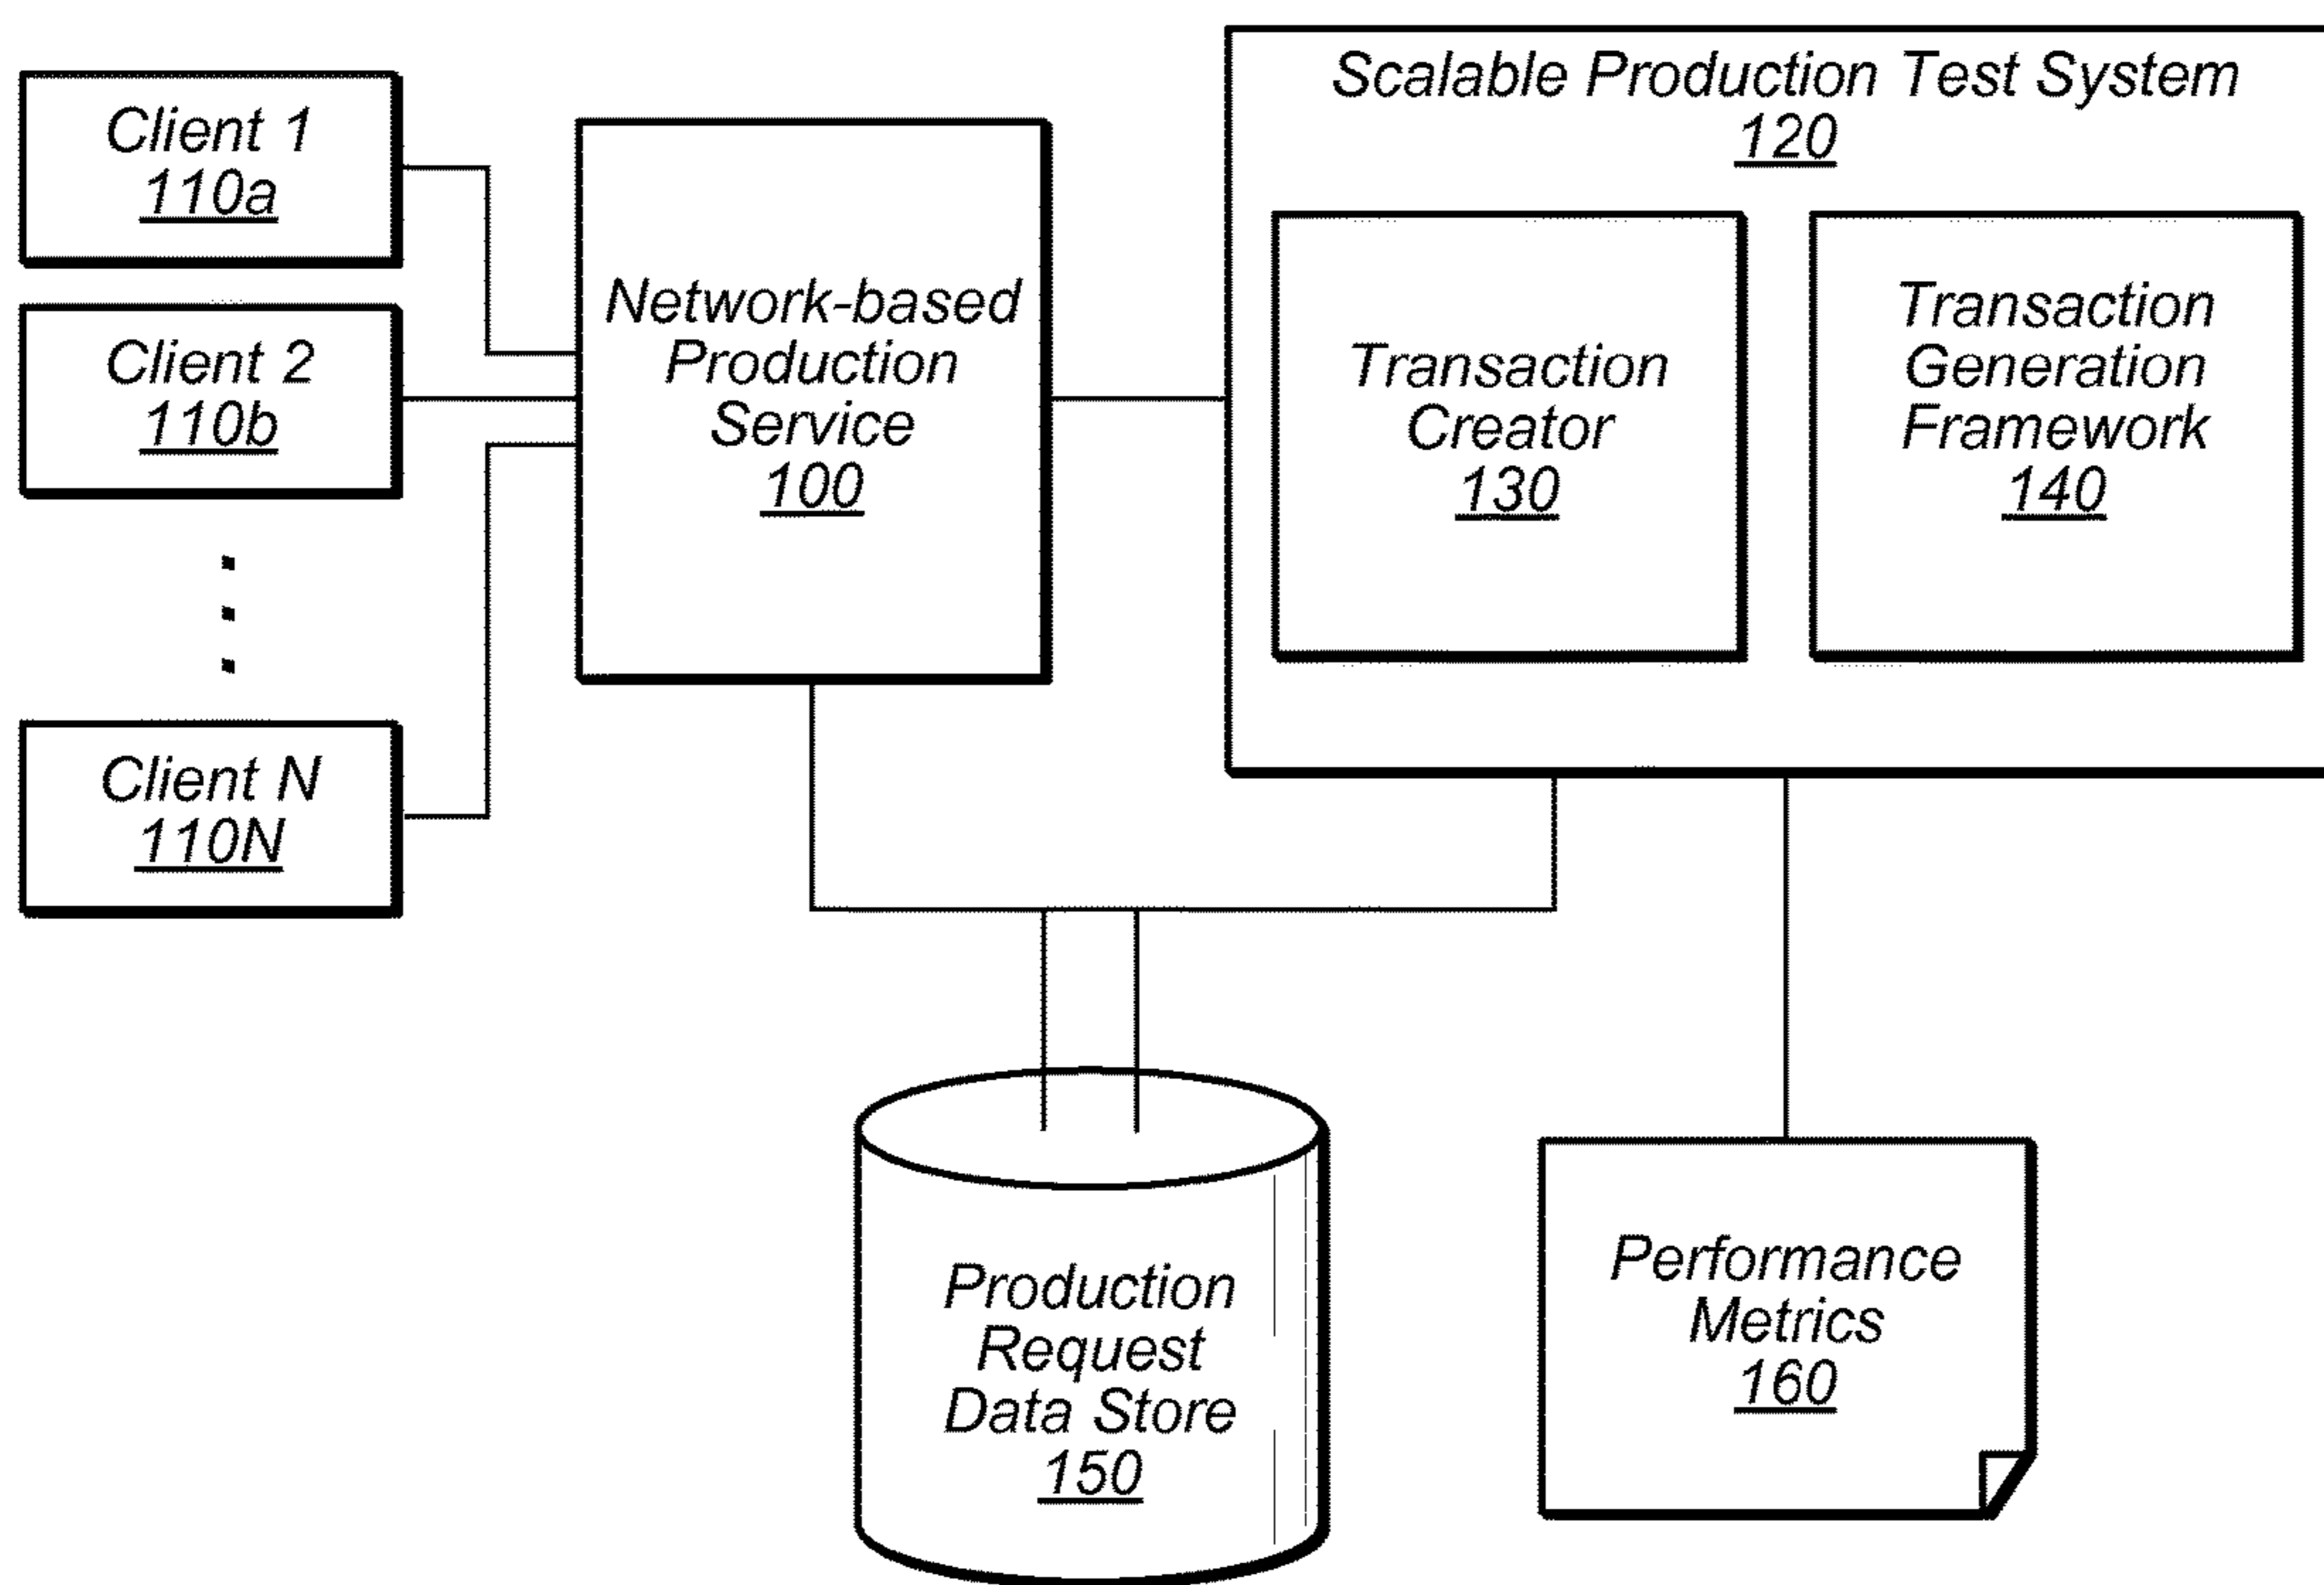 Client 1
110a
Client 2
110b
Client N
110N
Network-based
Production
Service
100
Scalable Production Test System
120
Transaction
Creator
130
Transaction
Generation
Framework
140
Production
Request
Data Store
150
Performance
Metrics
160